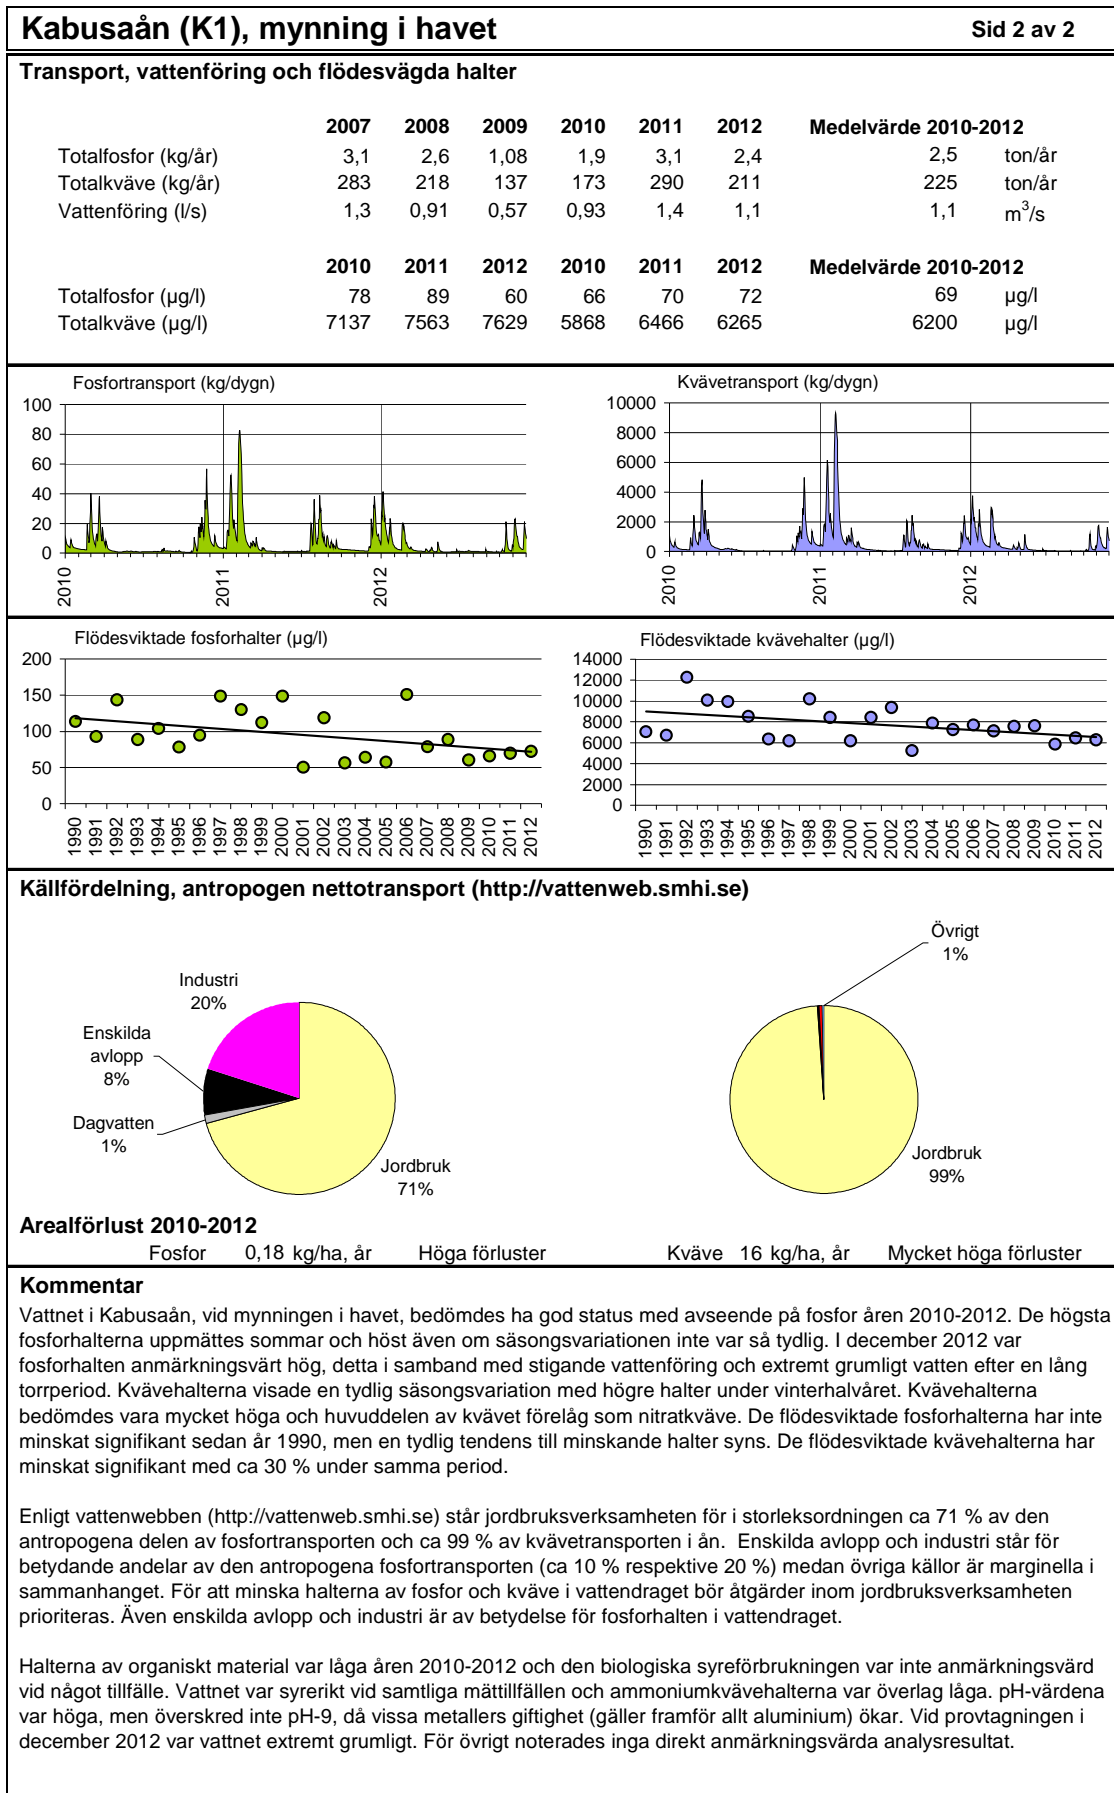 Kabusaån (K1), mynning i havet Sid 2 av 2
Transport, vattenföring och flödesvägda halter
2007 2008 2009 2010 2011 2012 Medelvärde 2010-2012
Totalfosfor (kg/år) 3,1 2,6 1,08 1,9 3,1 2,4 2,5 ton/år
Totalkväve (kg/år) 283 218 137 173 290 211 225 ton/år
Vattenföring (l/s) 1,3 0,91 0,57 0,93 1,4 1,1 1,1 m³/s
2010 2011 2012 2010 2011 2012 Medelvärde 2010-2012
Totalfosfor (µg/l) 78 89 60 66 70 72 69 µg/l
Totalkväve (µg/l) 7137 7563 7629 5868 6466 6265 6200 µg/l
Fosfortransport (kg/dygn)
100
80
60
40
20
0
2010 2011 2012
Kvävetransport (kg/dygn)
10000
8000
6000
4000
2000
0
2010 2011 2012
Flödesviktade fosforhalter (µg/l)
200
150
100
50
0
1990 1991 1992 1993 1994 1995 1996 1997 1998 1999 2000 2001 2002 2003 2004 2005 2006 2007 2008 2009 2010 2011 2012
Flödesviktade kvävehalter (µg/l)
14000
12000
10000
8000
6000
4000
2000
0
1990 1991 1992 1993 1994 1995 1996 1997 1998 1999 2000 2001 2002 2003 2004 2005 2006 2007 2008 2009 2010 2011 2012
Källfördelning, antropogen nettotransport (http://vattenweb.smhi.se)
Industri
20%
Enskilda
avlopp
8%
Dagvatten
1%
Jordbruk
71%
Övrigt
1%
Jordbruk
99%
Arealförlust 2010-2012
Fosfor 0,18 kg/ha, år Höga förluster Kväve 16 kg/ha, år Mycket höga förluster
Kommentar
Vattnet i Kabusaån, vid mynningen i havet, bedömdes ha god status med avseende på fosfor åren 2010-2012. De högsta
fosforhalterna uppmättes sommar och höst även om säsongsvariationen inte var så tydlig. I december 2012 var
fosforhalten anmärkningsvärt hög, detta i samband med stigande vattenföring och extremt grumligt vatten efter en lång
torrperiod. Kvävehalterna visade en tydlig säsongsvariation med högre halter under vinterhalvåret. Kvävehalterna
bedömdes vara mycket höga och huvuddelen av kvävet förelåg som nitratkväve. De flödesviktade fosforhalterna har inte
minskat signifikant sedan år 1990, men en tydlig tendens till minskande halter syns. De flödesviktade kvävehalterna har
minskat signifikant med ca 30 % under samma period.
Enligt vattenwebben (http://vattenweb.smhi.se) står jordbruksverksamheten för i storleksordningen ca 71 % av den
antropogena delen av fosfortransporten och ca 99 % av kvävetransporten i ån. Enskilda avlopp och industri står för
betydande andelar av den antropogena fosfortransporten (ca 10 % respektive 20 %) medan övriga källor är marginella i
sammanhanget. För att minska halterna av fosfor och kväve i vattendraget bör åtgärder inom jordbruksverksamheten
prioriteras. Även enskilda avlopp och industri är av betydelse för fosforhalten i vattendraget.
Halterna av organiskt material var låga åren 2010-2012 och den biologiska syreförbrukningen var inte anmärkningsvärd
vid något tillfälle. Vattnet var syrerikt vid samtliga mättillfällen och ammoniumkvävehalterna var överlag låga. pH-värdena
var höga, men överskred inte pH-9, då vissa metallers giftighet (gäller framför allt aluminium) ökar. Vid provtagningen i
december 2012 var vattnet extremt grumligt. För övrigt noterades inga direkt anmärkningsvärda analysresultat.